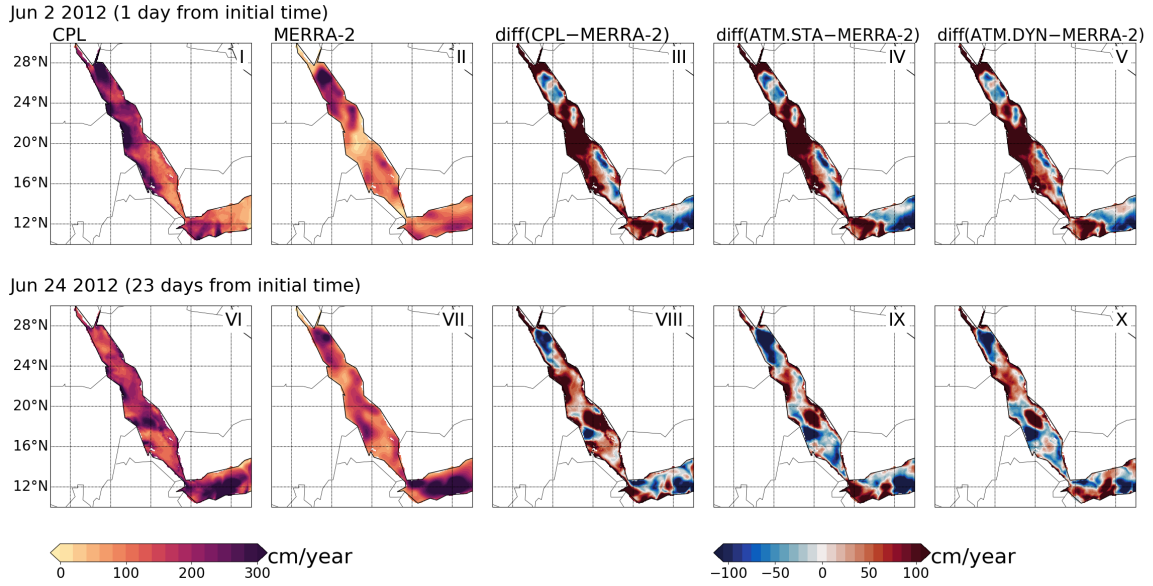 Jun 2 2012 (1 day from initial time)
CPL MERRA-2 diff(CPL−MERRA-2) diff(ATM.STA−MERRA-2) diff(ATM.DYN−MERRA-2)
I II III IV V
28°N
24°N
20°N
16°N
12°N
Jun 24 2012 (23 days from initial time)
VI VII VIII IX X
28°N
24°N
20°N
16°N
12°N
cm/year cm/year
0 100 200 300 −100 −50 0 50 100